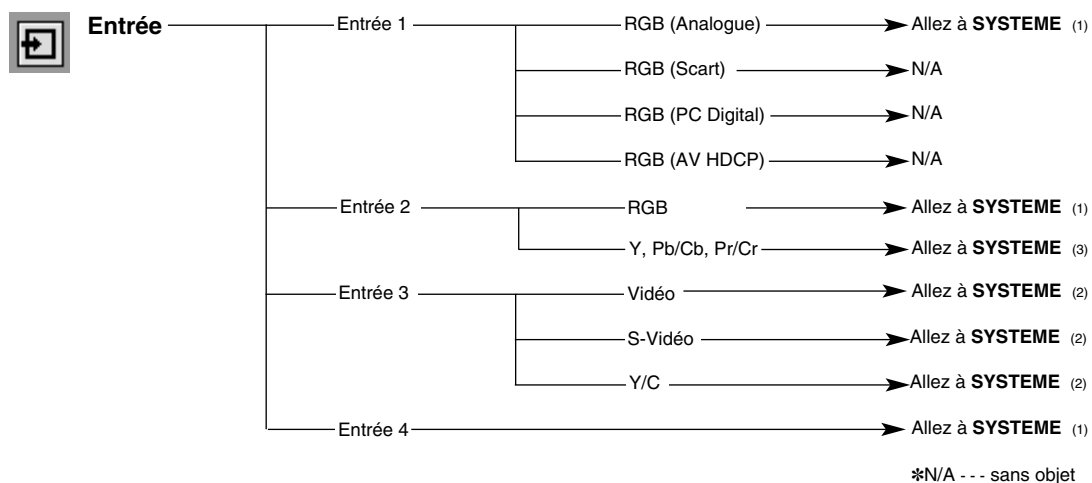 Entrée Entrée 1 RGB (Analogue) Allez à SYSTEME (1)
RGB (Scart) N/A
RGB (PC Digital) N/A
RGB (AV HDCP) N/A
Entrée 2 RGB Allez à SYSTEME (1)
Y, Pb/Cb, Pr/Cr Allez à SYSTEME (3)
Entrée 3 Vidéo Allez à SYSTEME (2)
S-Vidéo Allez à SYSTEME (2)
Y/C Allez à SYSTEME (2)
Entrée 4 Allez à SYSTEME (1)
✽N/A - - - sans objet